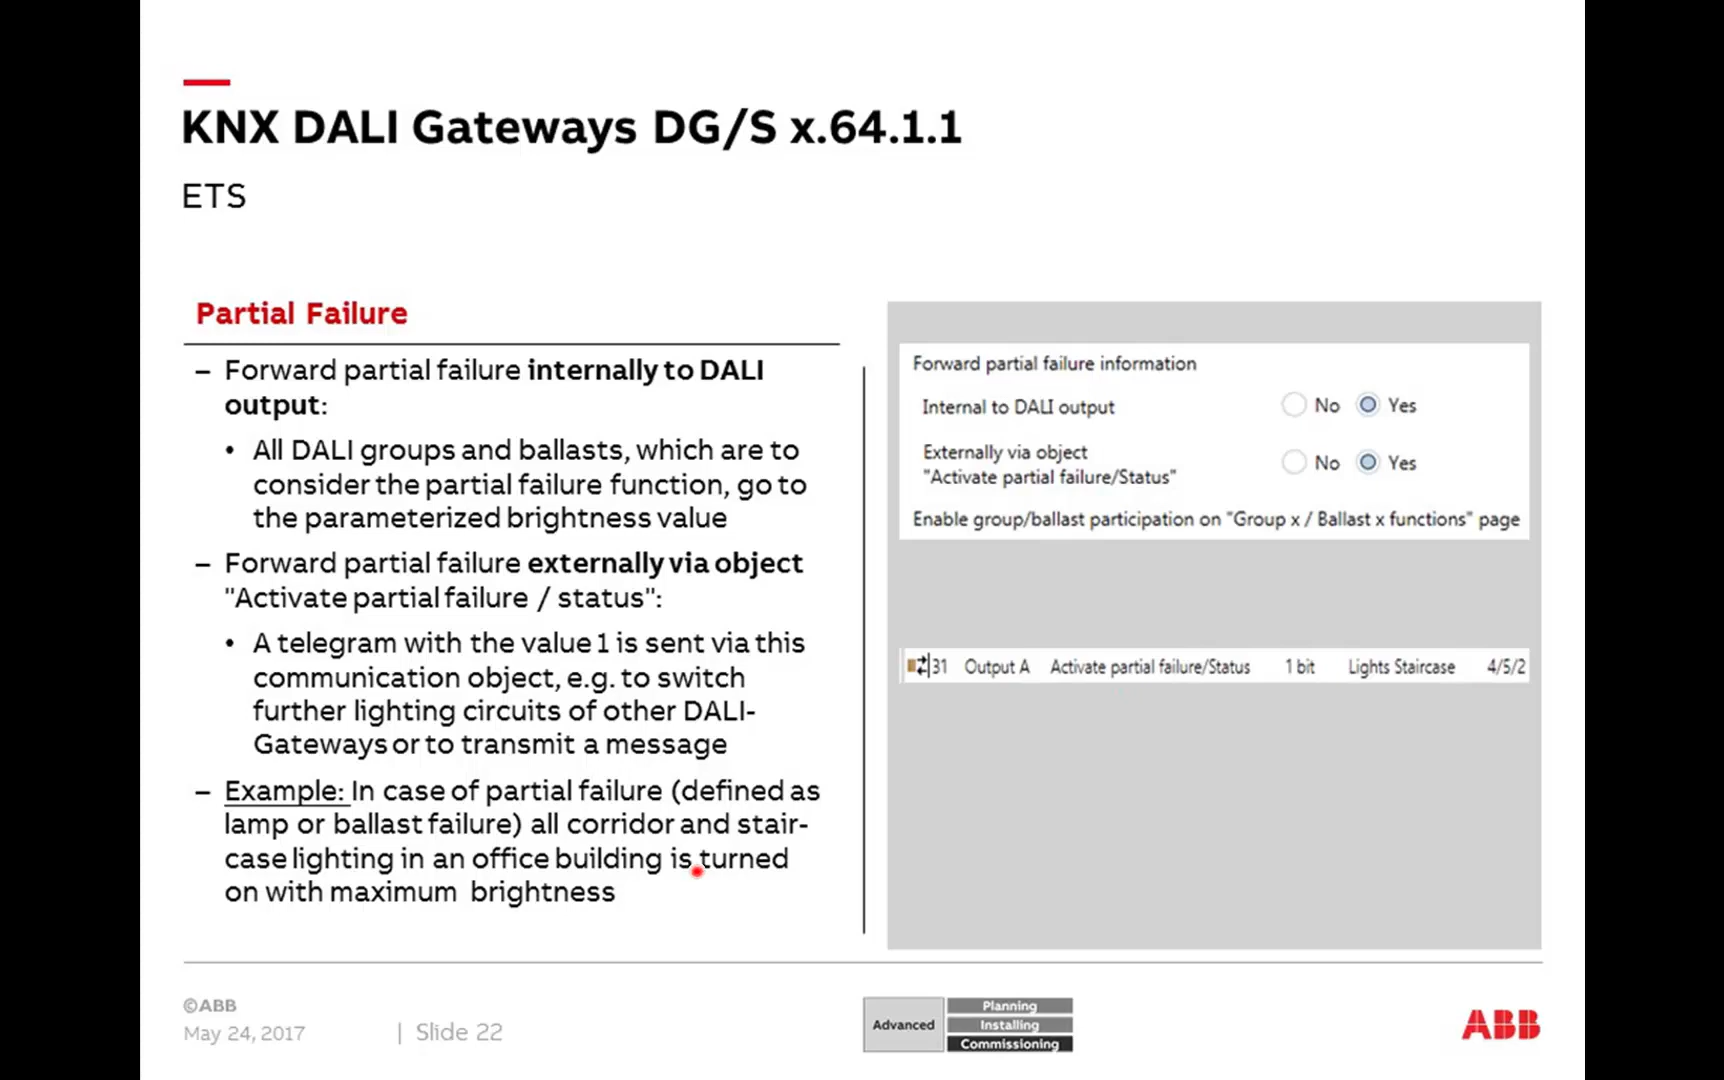 KNX DALI Gateways DG/S x.64.1.1
ETS
Partial Failure
– Forward partial failure internally to DALI
output:
• All DALI groups and ballasts, which are to
consider the partial failure function, go to
the parameterized brightness value
– Forward partial failure externally via object
"Activate partial failure / status":
• A telegram with the value 1 is sent via this
communication object, e.g. to switch
further lighting circuits of other DALI-
Gateways or to transmit a message
– Example: In case of partial failure (defined as
lamp or ballast failure) all corridor and stair-
case lighting in an office building is turned
on with maximum brightness
Forward partial failure information
Internal to DALI output No Yes
Externally via object
"Activate partial failure/Status" No Yes
Enable group/ballast participation on "Group x / Ballast x functions" page
31 Output A Activate partial failure/Status 1 bit Lights Staircase 4/5/2
©ABB
May 24, 2017 | Slide 22
Advanced
Planning
Installing
Commissioning
ABB